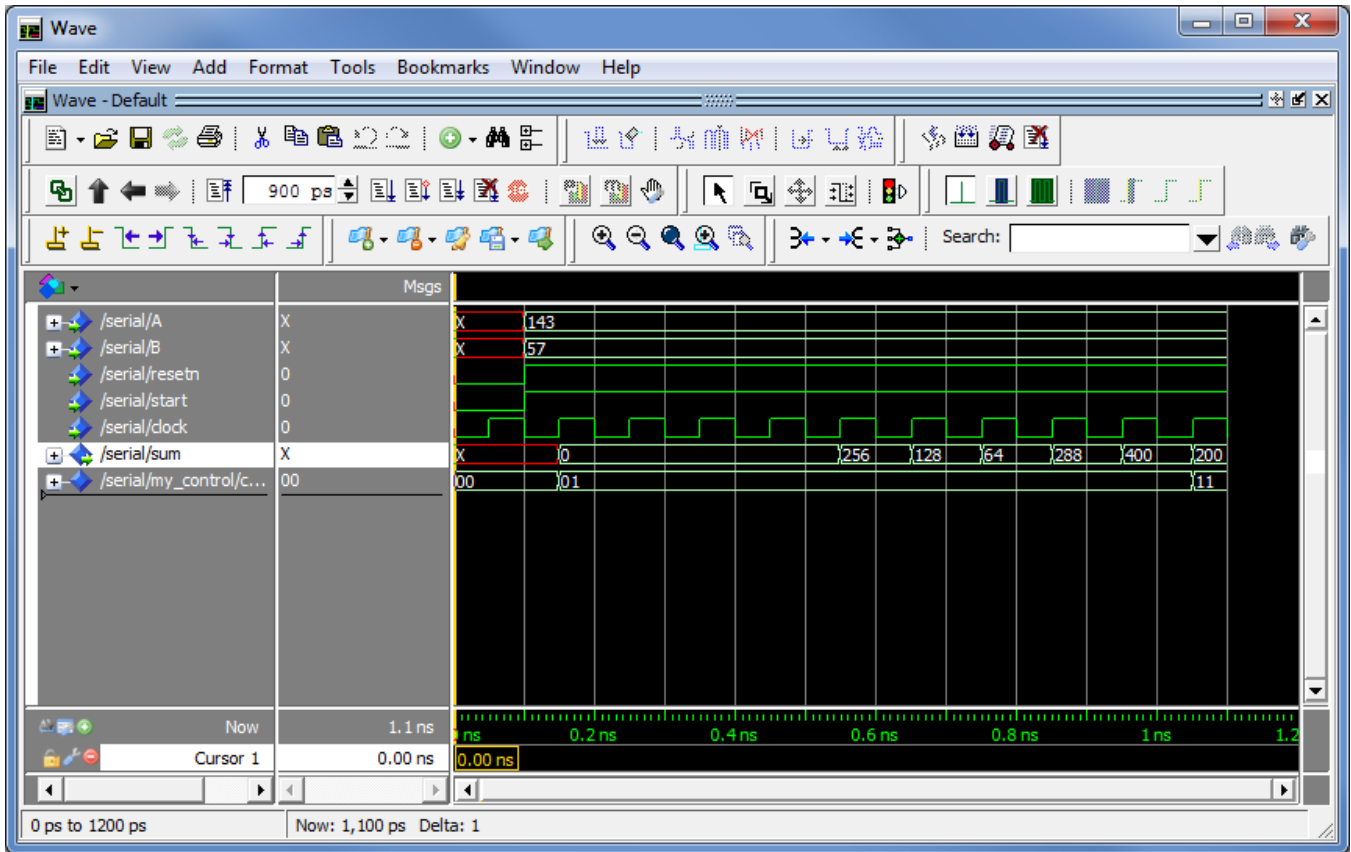 Wave
File Edit View Add Format Tools Bookmarks Window Help
Wave - Default
900 ps
Search:
Msgs
/serial/A X X 143
/serial/B X X 57
/serial/resetn 0
/serial/start 0
/serial/clock 0
/serial/sum X X 0 256 128 64 288 400 200
/serial/my_control/c... 00 00 01 11
Now 1.1 ns ns 0.2 ns 0.4 ns 0.6 ns 0.8 ns 1 ns 1.2
Cursor 1 0.00 ns 0.00 ns
0 ps to 1200 ps Now: 1,100 ps Delta: 1